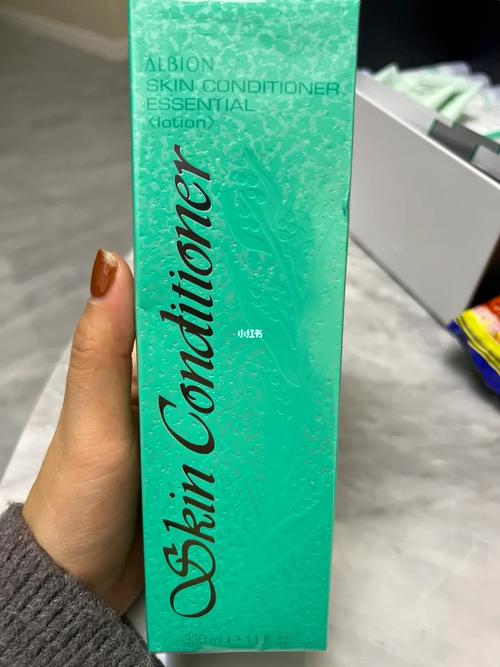 ALBION
SKIN CONDITIONER
ESSENTIAL
<lotion>
Skin Conditioner
小红书
330 ml ℮ 11 fl. oz.